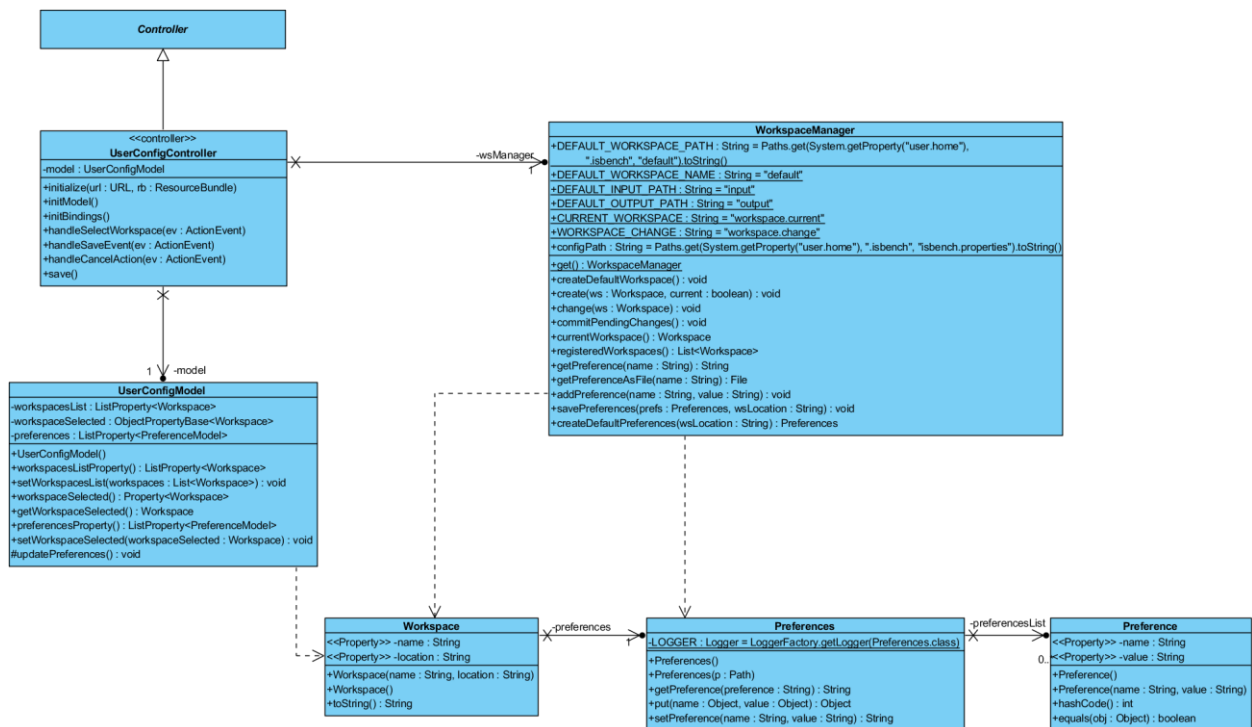 Controller
<<controller>>
UserConfigController
-model : UserConfigModel
+initialize(url : URL, rb : ResourceBundle)
+initModel()
+initBindings()
+handleSelectWorkspace(ev : ActionEvent)
+handleSaveEvent(ev : ActionEvent)
+handleCancelAction(ev : ActionEvent)
+save()
-wsManager
1
WorkspaceManager
+DEFAULT_WORKSPACE_PATH : String = Paths.get(System.getProperty("user.home"),
".isbench", "default").toString()
+DEFAULT_WORKSPACE_NAME : String = "default"
+DEFAULT_INPUT_PATH : String = "input"
+DEFAULT_OUTPUT_PATH : String = "output"
+CURRENT_WORKSPACE : String = "workspace.current"
+WORKSPACE_CHANGE : String = "workspace.change"
+configPath : String = Paths.get(System.getProperty("user.home"), ".isbench", "isbench.properties").toString()
+get() : WorkspaceManager
+createDefaultWorkspace() : void
+create(ws : Workspace, current : boolean) : void
+change(ws : Workspace) : void
+commitPendingChanges() : void
+currentWorkspace() : Workspace
+registeredWorkspaces() : List<Workspace>
+getPreference(name : String) : String
+getPreferenceAsFile(name : String) : File
+addPreference(name : String, value : String) : void
+savePreferences(prefs : Preferences, wsLocation : String) : void
+createDefaultPreferences(wsLocation : String) : Preferences
1
-model
UserConfigModel
-workspacesList : ListProperty<Workspace>
-workspaceSelected : ObjectPropertyBase<Workspace>
-preferences : ListProperty<PreferenceModel>
+UserConfigModel()
+workspacesListProperty() : ListProperty<Workspace>
+setWorkspacesList(workspaces : List<Workspace>) : void
+workspaceSelected() : Property<Workspace>
+getWorkspaceSelected() : Workspace
+preferencesProperty() : ListProperty<PreferenceModel>
+setWorkspaceSelected(workspaceSelected : Workspace) : void
#updatePreferences() : void
Workspace
<<Property>> -name : String
<<Property>> -location : String
+Workspace(name : String, location : String)
+Workspace()
+toString() : String
-preferences
1
Preferences
-LOGGER : Logger = LoggerFactory.getLogger(Preferences.class)
+Preferences()
+Preferences(p : Path)
+getPreference(preference : String) : String
+put(name : Object, value : Object) : Object
+setPreference(name : String, value : String) : String
-preferencesList
0..
Preference
<<Property>> -name : String
<<Property>> -value : String
+Preference()
+Preference(name : String, value : String)
+hashCode() : int
+equals(obj : Object) : boolean